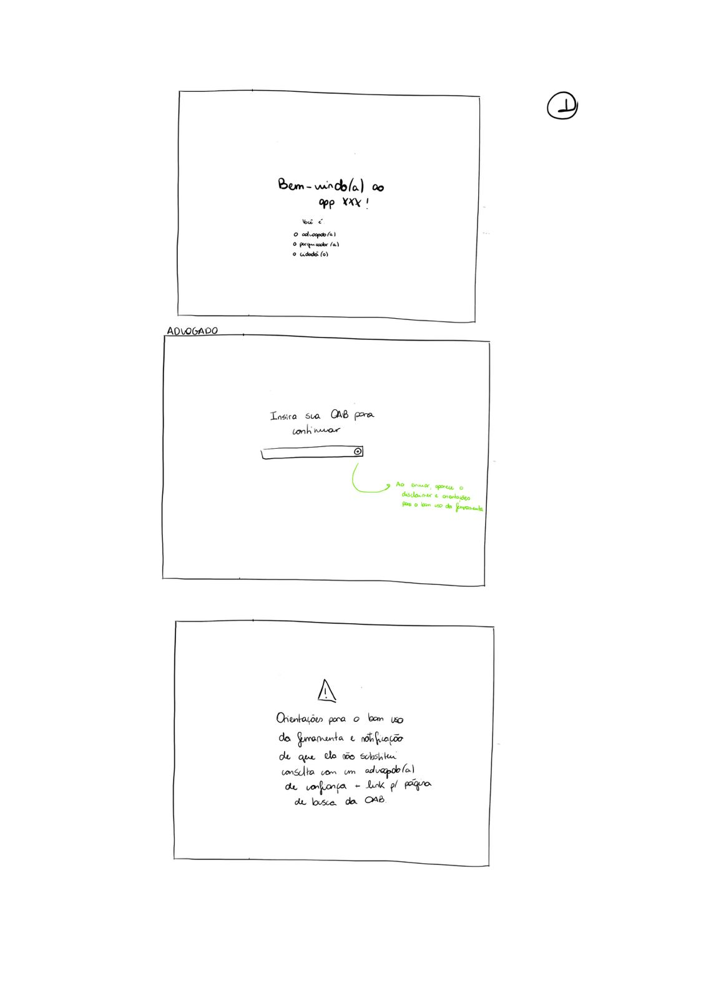 1
Bem-vindo(a) ao
app XXX!
Você é
o advogado(a)
o pesquisador(a)
o cidadã(o)
ADVOGADO
Insira sua OAB para
continuar
Ao enviar, aparece o
disclaimer e orientações
para o bom uso da ferramenta
!
Orientações para o bom uso
da ferramenta e notificação
de que ela não substitui
consulta com um advogado(a)
de confiança + link p/ página
de busca da OAB.